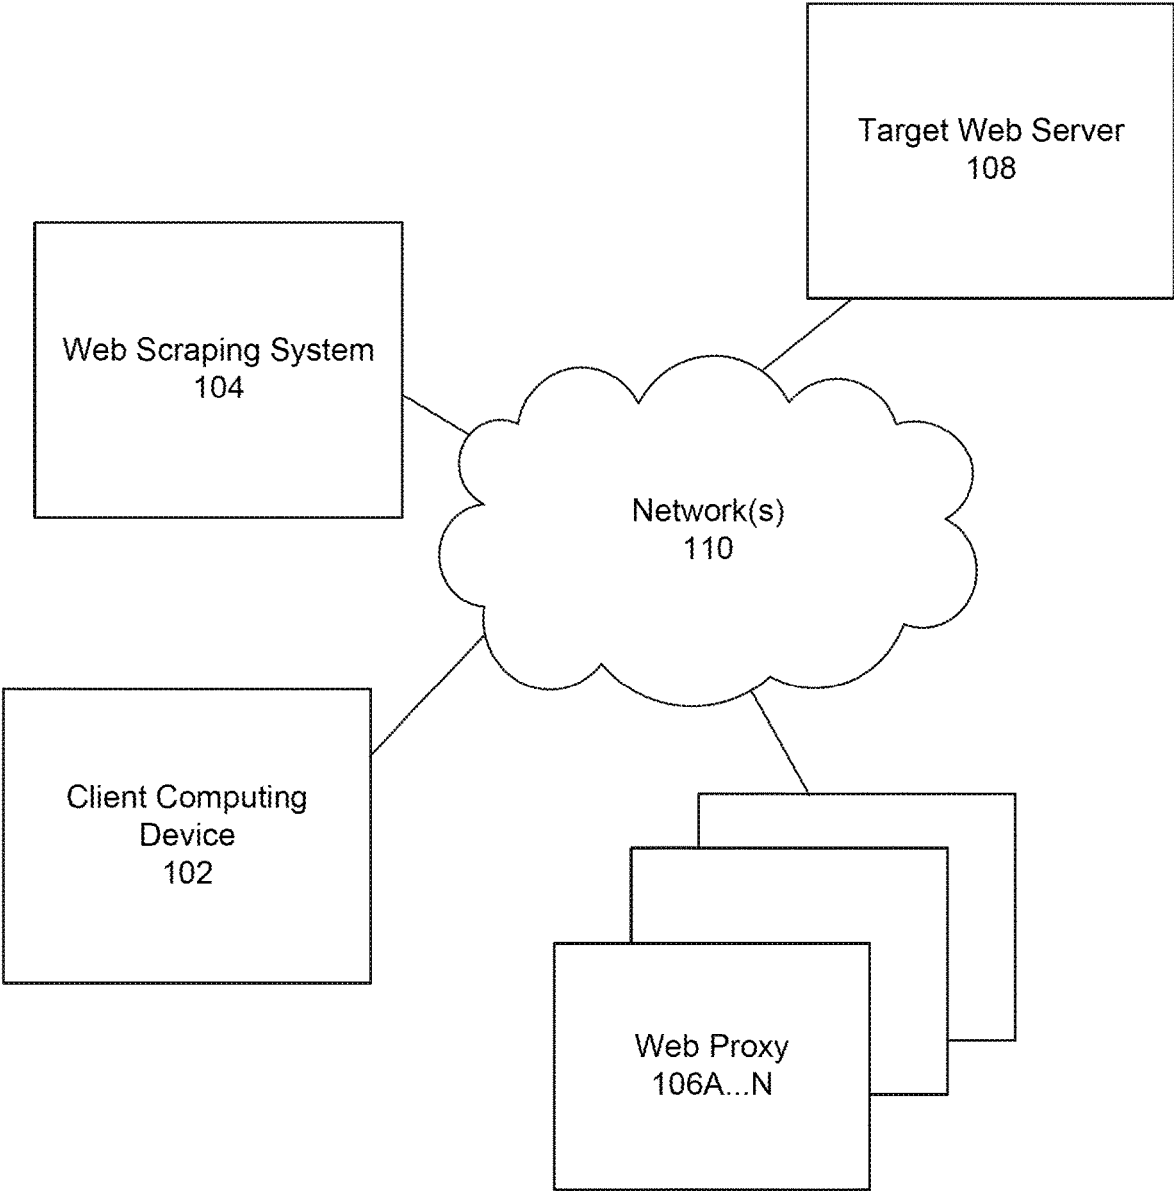 Target Web Server
108
Web Scraping System
104
Network(s)
110
Client Computing
Device
102
Web Proxy
106A...N